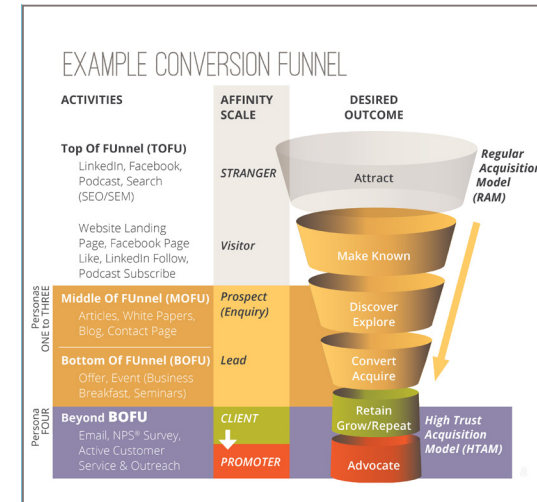 EXAMPLE CONVERSION FUNNEL
ACTIVITIES
AFFINITY
SCALE
DESIRED
OUTCOME
Top Of FUnnel (TOFU)
LinkedIn, Facebook,
Podcast, Search
(SEO/SEM)
STRANGER
Attract
Regular
Acquisition
Model
(RAM)
Website Landing
Page, Facebook Page
Like, LinkedIn Follow,
Podcast Subscribe
Visitor
Make Known
Personas
ONE to THREE
Middle Of FUnnel (MOFU)
Articles, White Papers,
Blog, Contact Page
Prospect
(Enquiry)
Discover
Explore
Bottom Of FUnnel (BOFU)
Offer, Event (Business
Breakfast, Seminars)
Lead
Convert
Acquire
Persona
FOUR
Beyond BOFU
Email, NPS® Survey,
Active Customer
Service & Outreach
CLIENT
PROMOTER
Retain
Grow/Repeat
Advocate
High Trust
Acquisition
Model (HTAM)